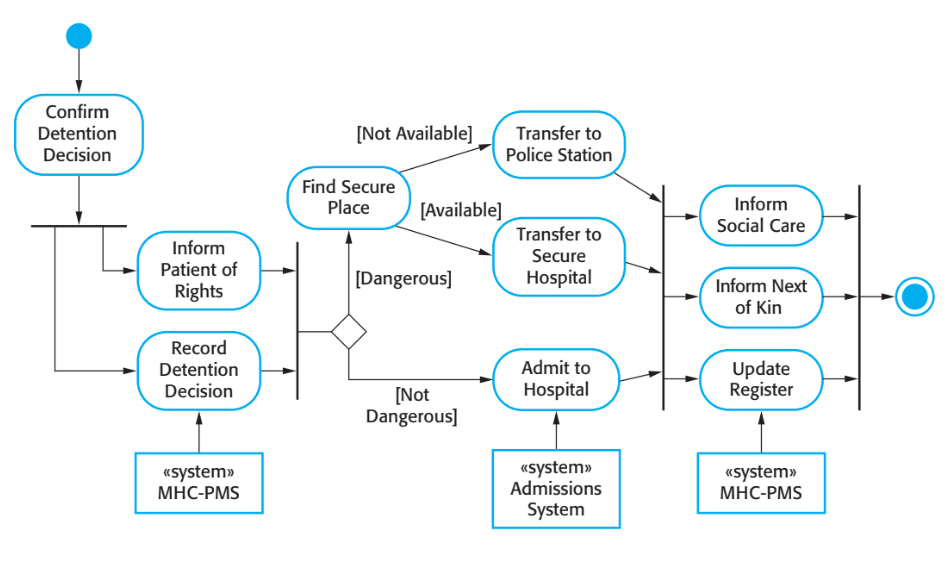 Confirm
Detention
Decision
Inform
Patient of
Rights
Record
Detention
Decision
«system»
MHC-PMS
Find Secure
Place
[Dangerous]
[Not
Dangerous]
[Not Available]
[Available]
Transfer to
Police Station
Transfer to
Secure
Hospital
Admit to
Hospital
«system»
Admissions
System
Inform
Social Care
Inform Next
of Kin
Update
Register
«system»
MHC-PMS